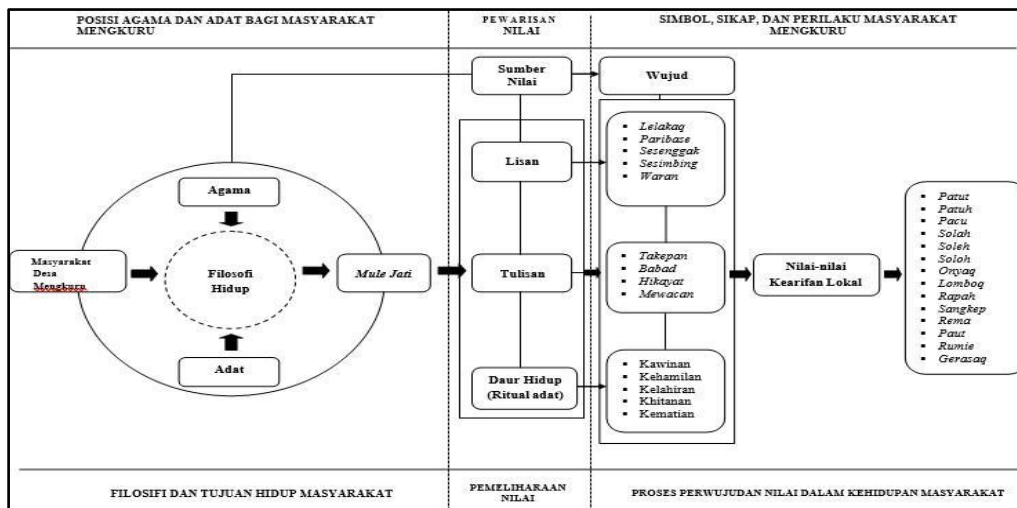 POSISI AGAMA DAN ADAT BAGI MASYARAKAT
MENGKURU
PEWARISAN
NILAI
SIMBOL, SIKAP, DAN PERILAKU MASYARAKAT
MENGKURU
Sumber
Nilai
Wujud
Lisan
▪ Lelakaq
▪ Paribase
▪ Sesenggak
▪ Sesimbing
▪ Waran
Agama
Masyarakat
Desa
Mengkuru
Filosofi
Hidup
Adat
Mule Jati
Tulisan
▪ Takepan
▪ Babad
▪ Hikayat
▪ Mewacan
Nilai-nilai
Kearifan Lokal
▪ Patut
▪ Patuh
▪ Pacu
▪ Solah
▪ Soleh
▪ Soloh
▪ Onyaq
▪ Lomboq
▪ Rapah
▪ Sangkep
▪ Rema
▪ Paut
▪ Rumie
▪ Gerasaq
Daur Hidup
(Ritual adat)
▪ Kawinan
▪ Kehamilan
▪ Kelahiran
▪ Khitanan
▪ Kematian
FILOSIFI DAN TUJUAN HIDUP MASYARAKAT
PEMELIHARAAN
NILAI
PROSES PERWUJUDAN NILAI DALAM KEHIDUPAN MASYARAKAT